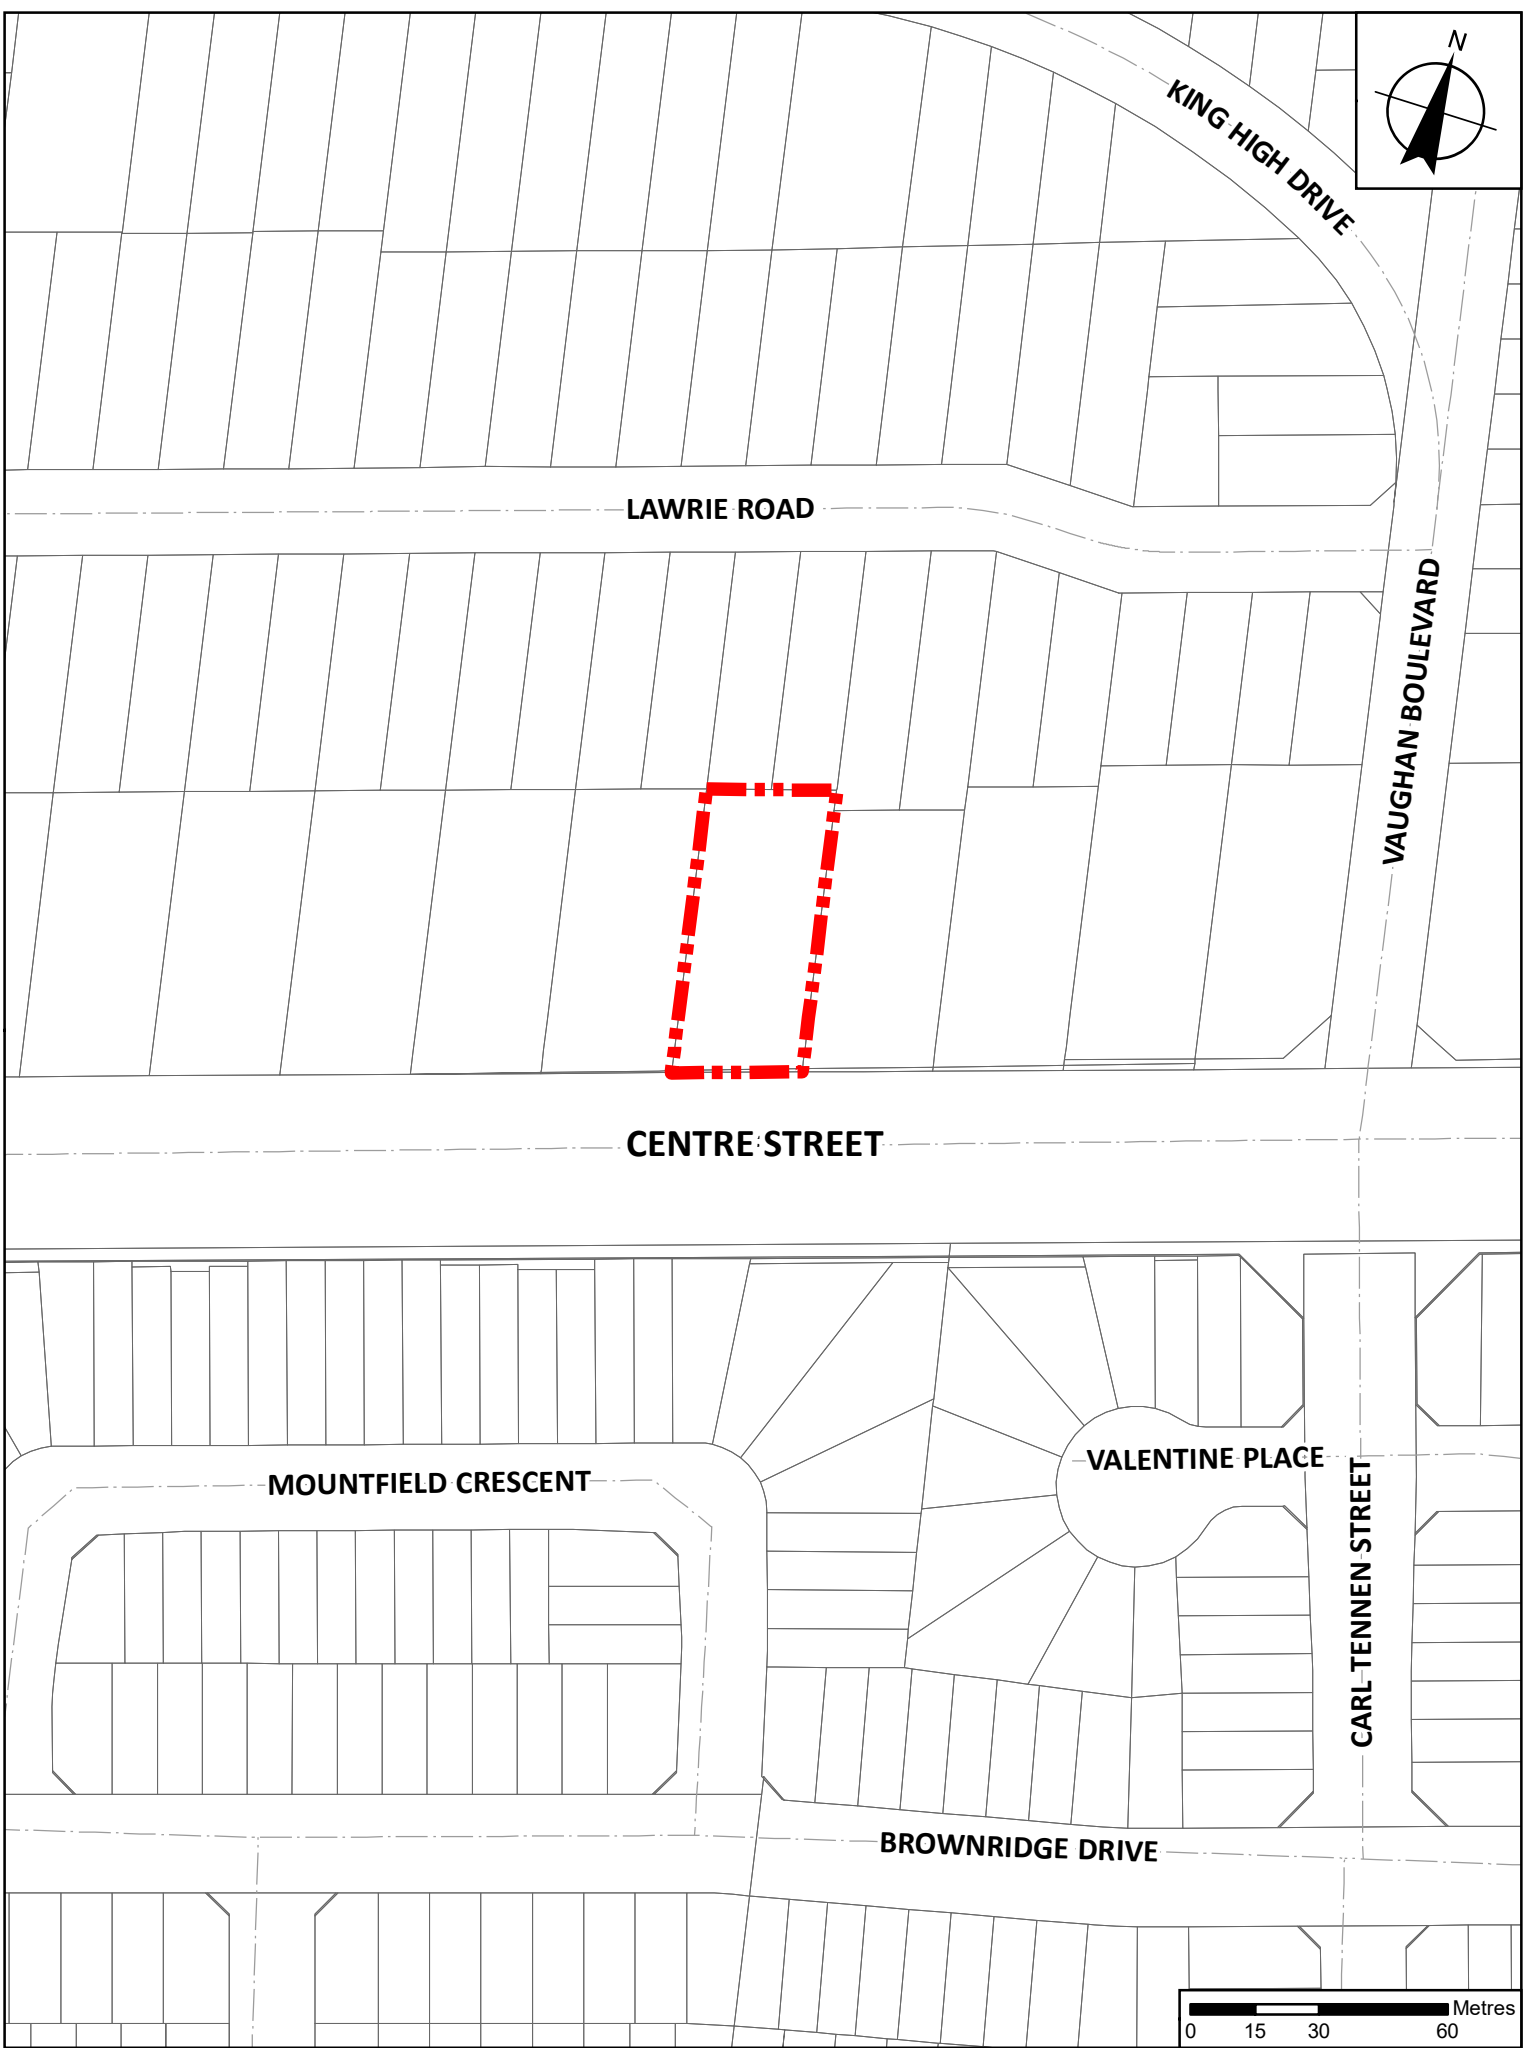 N
KING HIGH DRIVE
LAWRIE ROAD
VAUGHAN BOULEVARD
CENTRE STREET
VALENTINE PLACE
MOUNTFIELD CRESCENT
CARL TENNEN STREET
BROWNRIDGE DRIVE
Metres
0 15 30 60